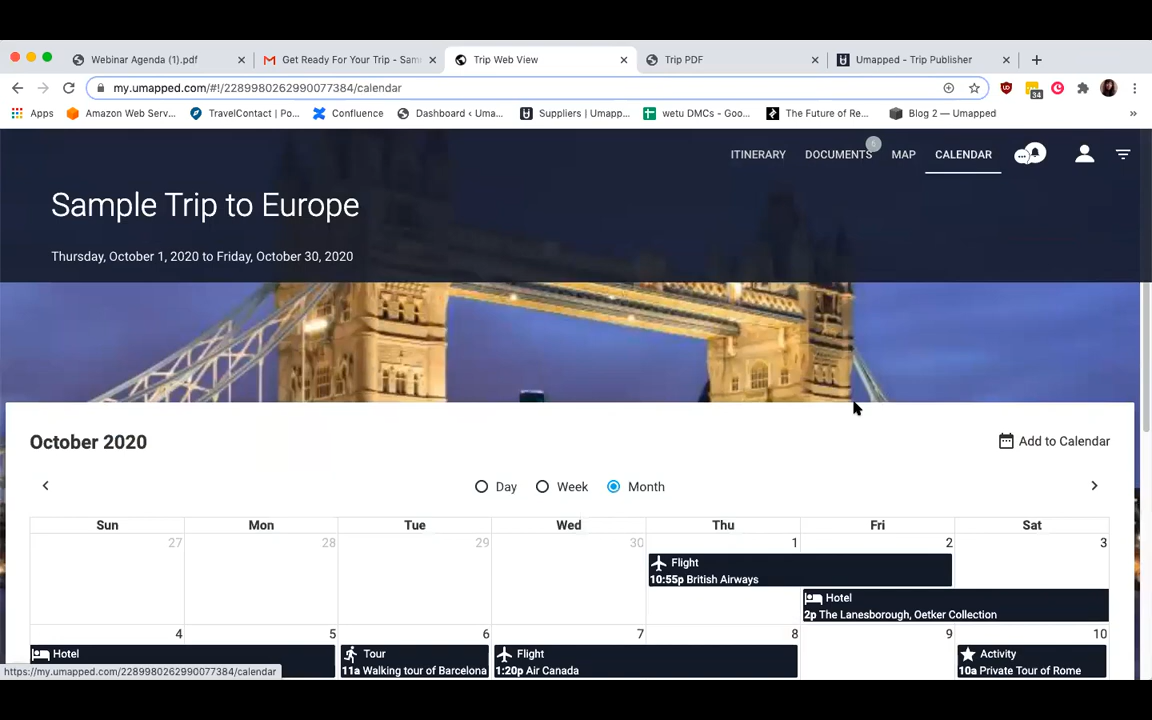 Webinar Agenda (1).pdf
Get Ready For Your Trip - Sam
Trip Web View
Trip PDF
Umapped - Trip Publisher
my.umapped.com/#!/2289980262990077384/calendar
34
Apps
Amazon Web Serv...
TravelContact | Po...
Confluence
Dashboard ‹ Uma...
Suppliers | Umapp...
wetu DMCs - Goo...
The Future of Re...
Blog 2 — Umapped
»
ITINERARY
DOCUMENTS
MAP
CALENDAR
Sample Trip to Europe
Thursday, October 1, 2020 to Friday, October 30, 2020
October 2020
Add to Calendar
Day
Week
Month
Sun Mon Tue Wed Thu Fri Sat
27 28 29 30 1 2 3
Flight
10:55p British Airways
Hotel
2p The Lanesborough, Oetker Collection
4 5 6 7 8 9 10
Hotel
Tour
Flight
Activity
11a Walking tour of Barcelona
1:20p Air Canada
10a Private Tour of Rome
https://my.umapped.com/2289980262990077384/calendar